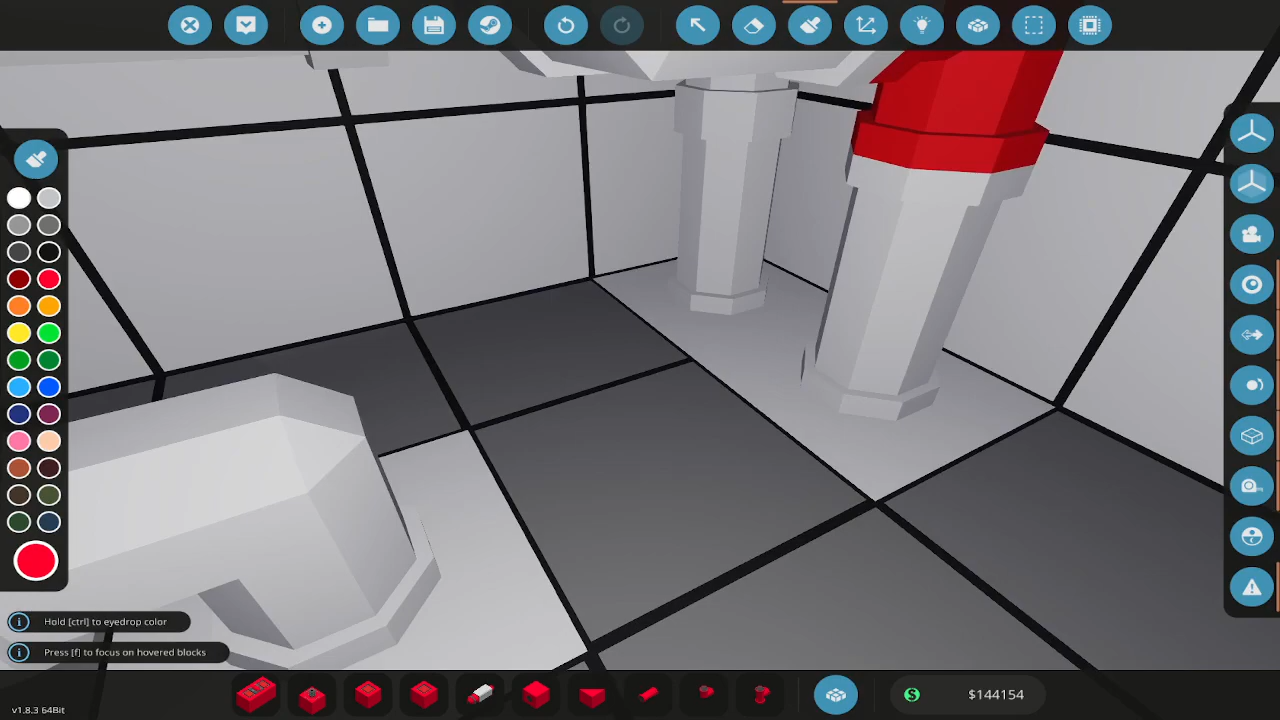 Hold [ctrl] to eyedrop color
Press [f] to focus on hovered blocks
v1.8.3 64Bit
$144154